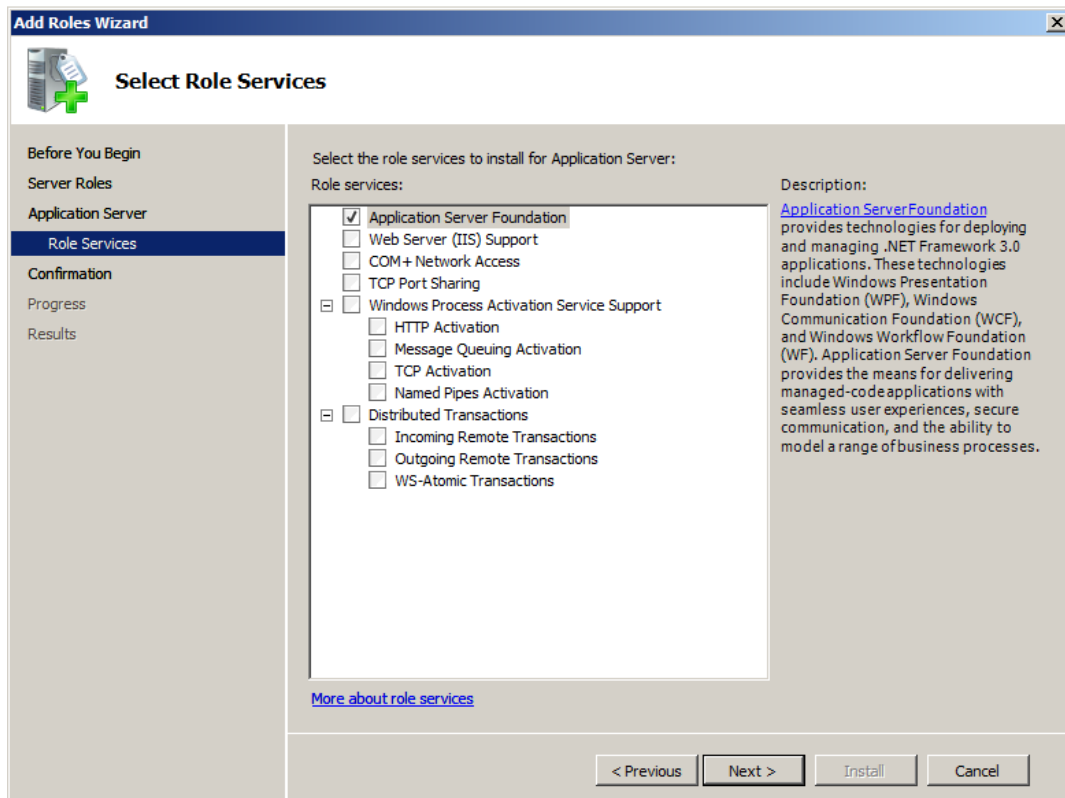 Add Roles Wizard
Select Role Services
Before You Begin
Server Roles
Application Server
Role Services
Confirmation
Progress
Results
Select the role services to install for Application Server:
Role services:
Application Server Foundation
Web Server (IIS) Support
COM+ Network Access
TCP Port Sharing
Windows Process Activation Service Support
HTTP Activation
Message Queuing Activation
TCP Activation
Named Pipes Activation
Distributed Transactions
Incoming Remote Transactions
Outgoing Remote Transactions
WS-Atomic Transactions
More about role services
Description:
Application Server Foundation
provides technologies for deploying
and managing .NET Framework 3.0
applications. These technologies
include Windows Presentation
Foundation (WPF), Windows
Communication Foundation (WCF),
and Windows Workflow Foundation
(WF). Application Server Foundation
provides the means for delivering
managed-code applications with
seamless user experiences, secure
communication, and the ability to
model a range of business processes.
< Previous
Next >
Install
Cancel